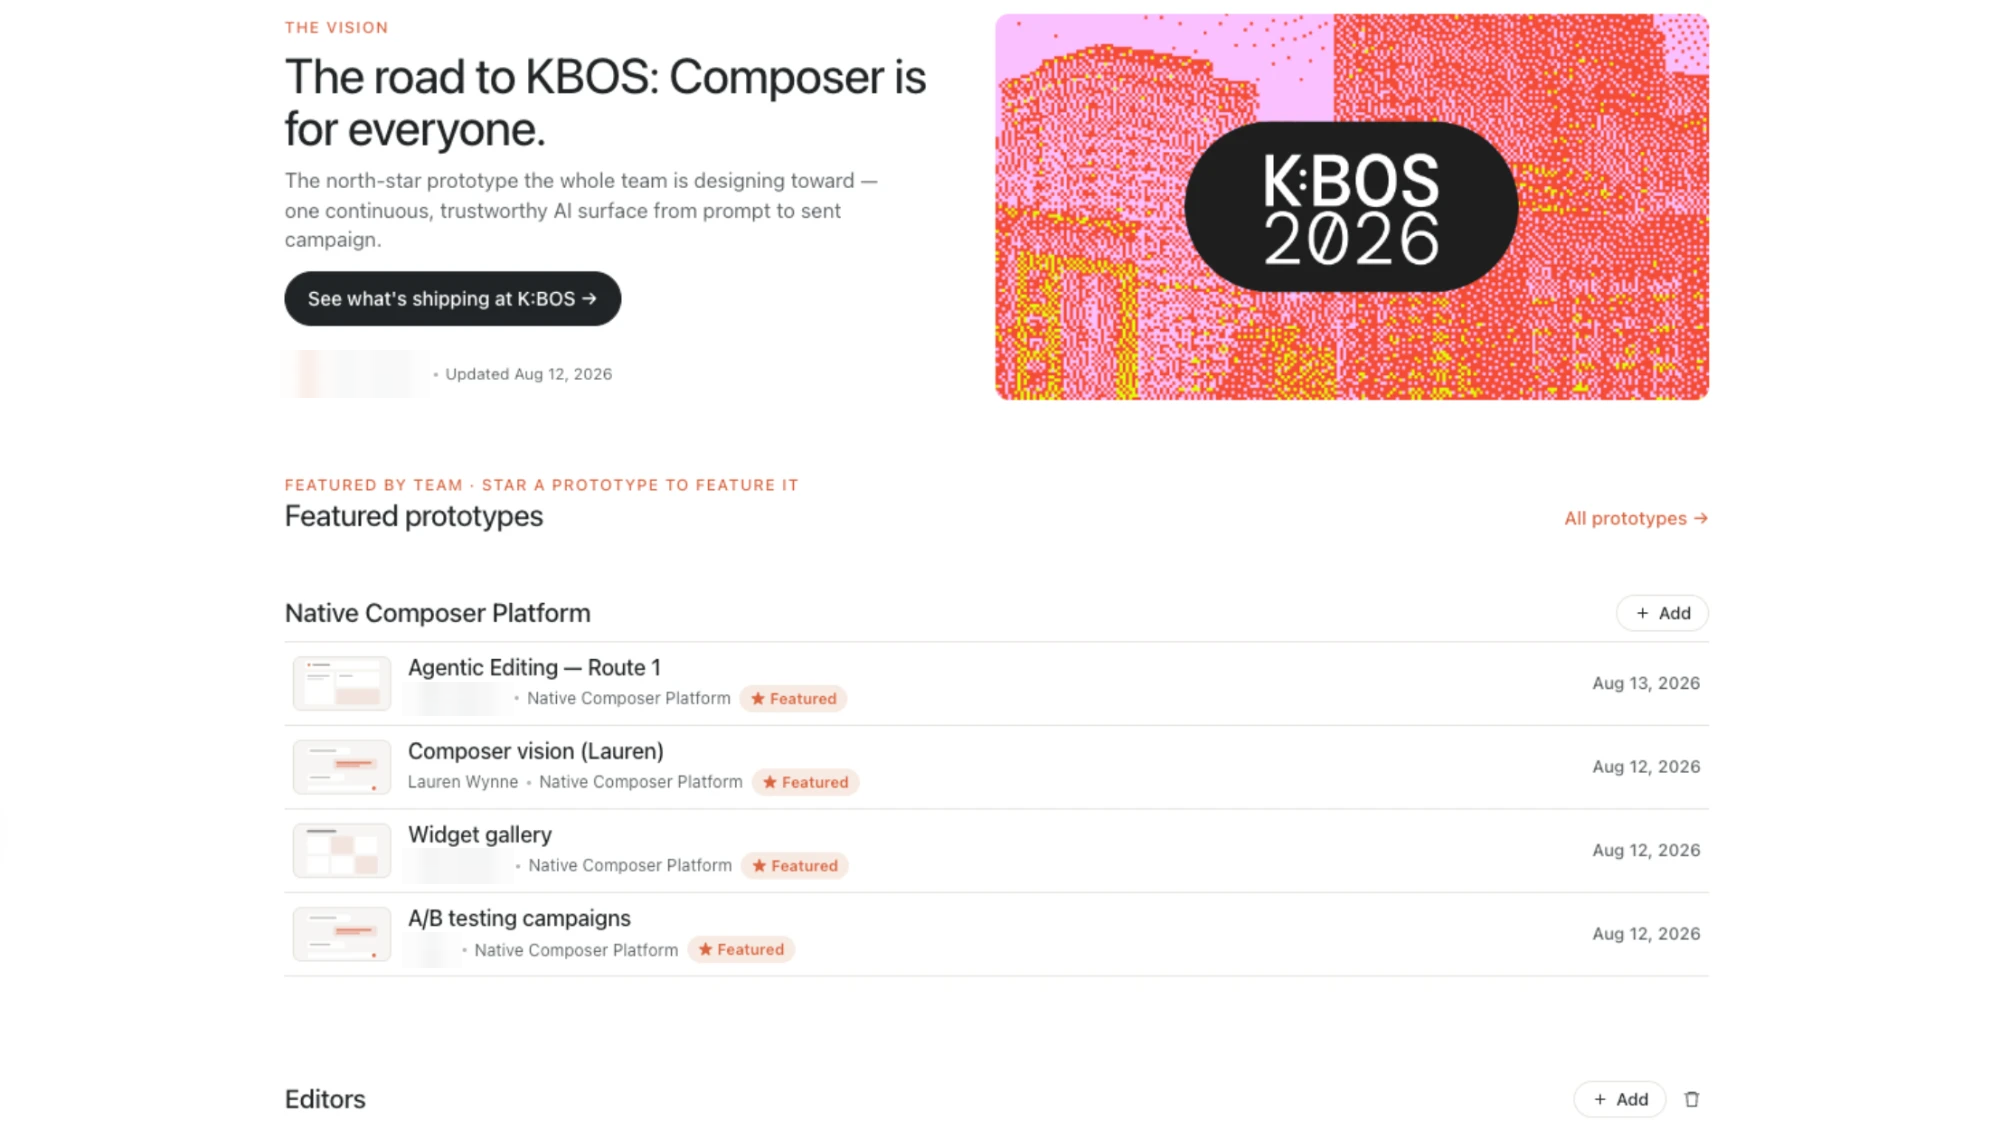 THE VISION
The road to KBOS: Composer is
for everyone.
The north-star prototype the whole team is designing toward —
one continuous, trustworthy AI surface from prompt to sent
campaign.
See what's shipping at K:BOS →
• Updated Aug 12, 2026
K:BOS
2026
FEATURED BY TEAM · STAR A PROTOTYPE TO FEATURE IT
Featured prototypes
All prototypes →
Native Composer Platform
+ Add
Agentic Editing — Route 1
• Native Composer Platform ★ Featured
Aug 13, 2026
Composer vision (Lauren)
Lauren Wynne • Native Composer Platform ★ Featured
Aug 12, 2026
Widget gallery
• Native Composer Platform ★ Featured
Aug 12, 2026
A/B testing campaigns
• Native Composer Platform ★ Featured
Aug 12, 2026
Editors
+ Add